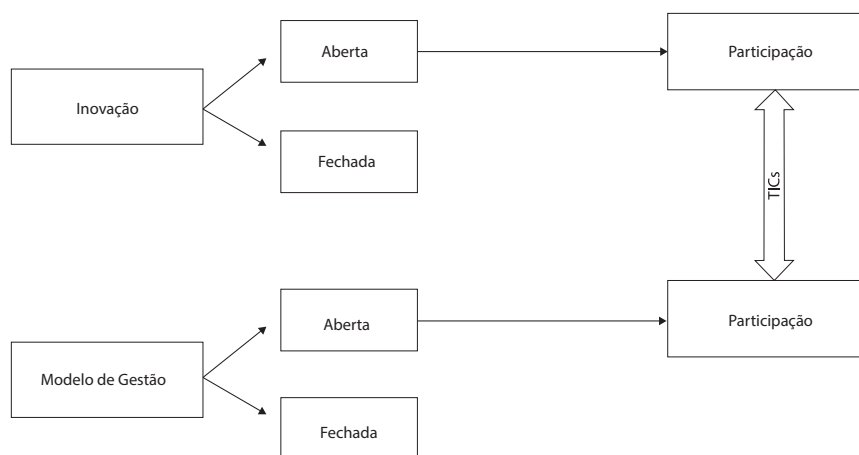 Aberta
Participação
Inovação
Fechada
TICs
Aberta
Participação
Modelo de Gestão
Fechada